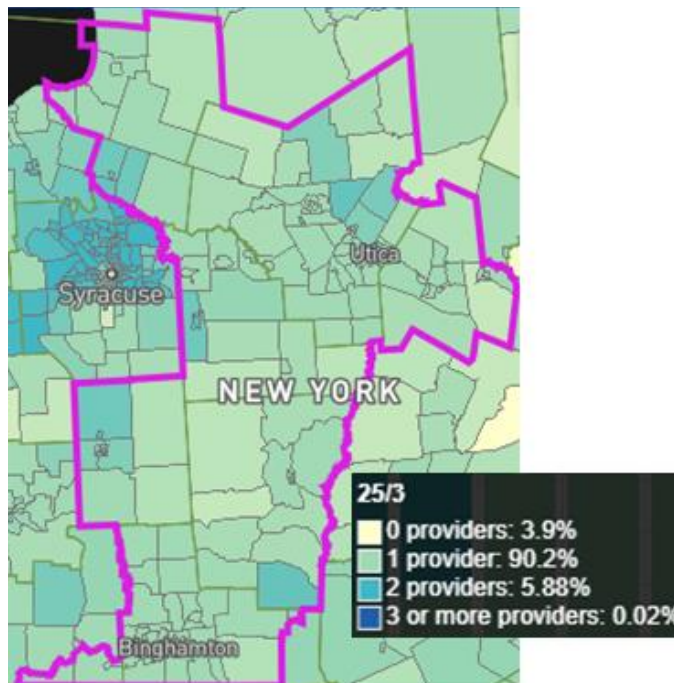 Utica
Syracuse
NEW YORK
25/3
0 providers: 3.9%
1 provider: 90.2%
2 providers: 5.88%
3 or more providers: 0.02%
Binghamton